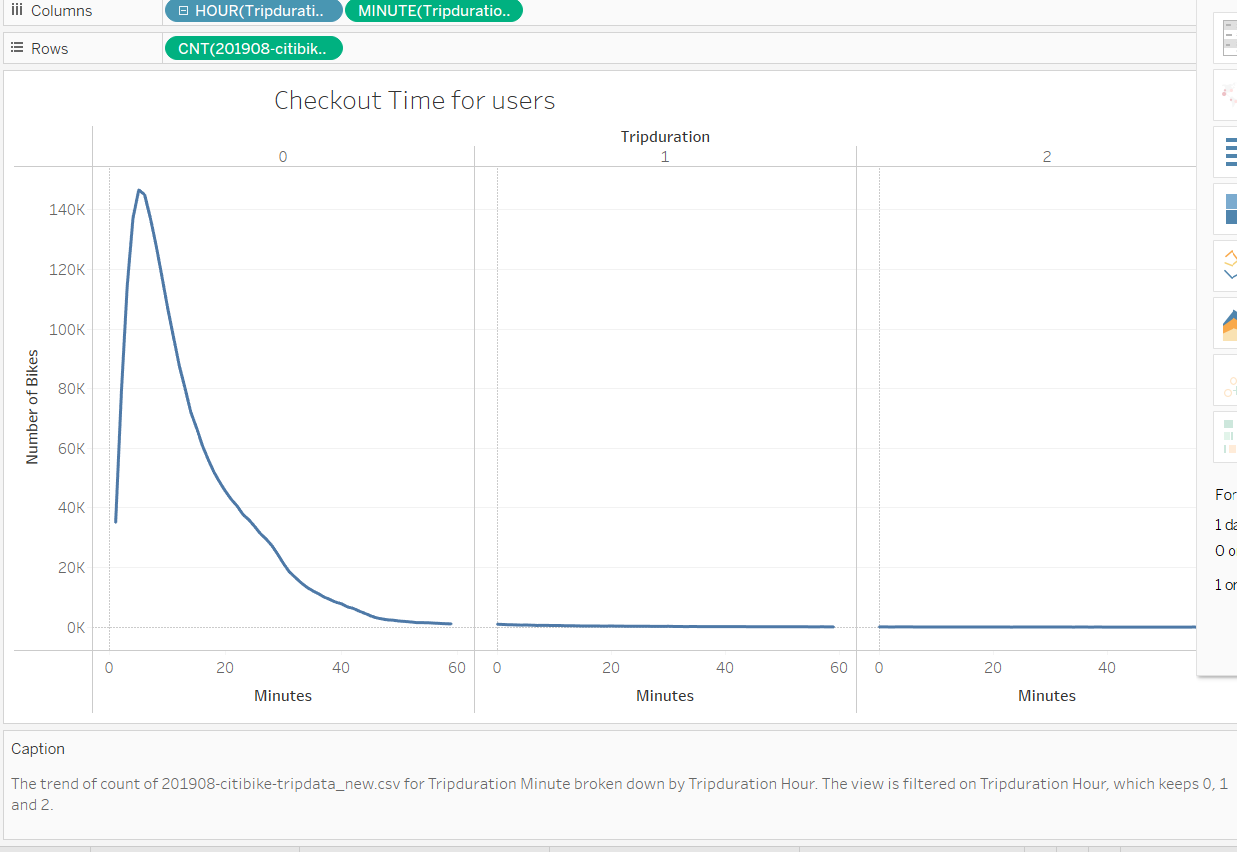 Columns
HOUR(Tripdurati..
MINUTE(Tripduratio..
Rows
CNT(201908-citibik..
Checkout Time for users
Tripduration
0 1 2
Number of Bikes
140K
120K
100K
80K
60K
40K
20K
0K
0 20 40 60 0 20 40 60 0 20 40
Minutes Minutes Minutes
For
1 da
0 o
1 or
Caption
The trend of count of 201908-citibike-tripdata_new.csv for Tripduration Minute broken down by Tripduration Hour. The view is filtered on Tripduration Hour, which keeps 0, 1
and 2.